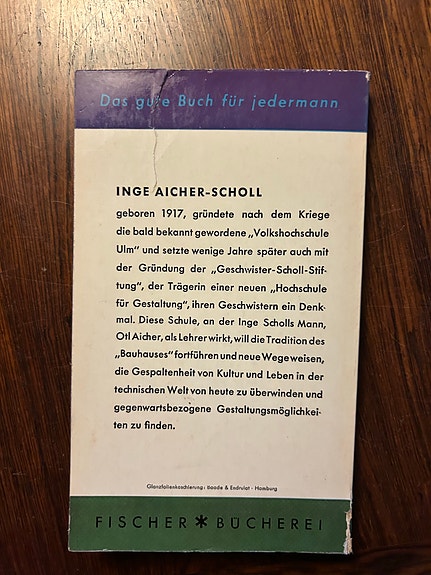 Das gute Buch für jedermann
INGE AICHER-SCHOLL
geboren 1917, gründete nach dem Kriege
die bald bekannt gewordene „Volkshochschule
Ulm“ und setzte wenige Jahre später auch mit
der Gründung der „Geschwister-Scholl-Stif-
tung“, der Trägerin einer neuen „Hochschule
für Gestaltung“, ihren Geschwistern ein Denk-
mal. Diese Schule, an der Inge Scholls Mann,
Otl Aicher, als Lehrer wirkt, will die Tradition des
„Bauhauses“ fortführen und neue Wege weisen,
die Gespaltenheit von Kultur und Leben in der
technischen Welt von heute zu überwinden und
gegenwartsbezogene Gestaltungsmöglichkei-
ten zu finden.
Glanzfolienkaschierung: Baade & Endrulat · Hamburg
FISCHER * BÜCHEREI